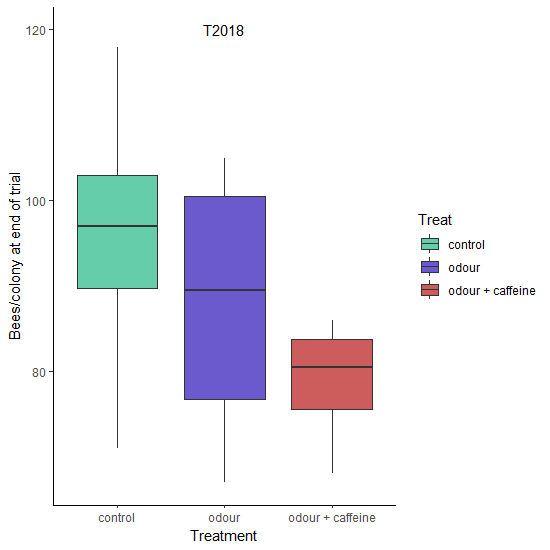 T2018
120
100
80
Bees/colony at end of trial
control
odour
odour + caffeine
Treatment
Treat
control
odour
odour + caffeine